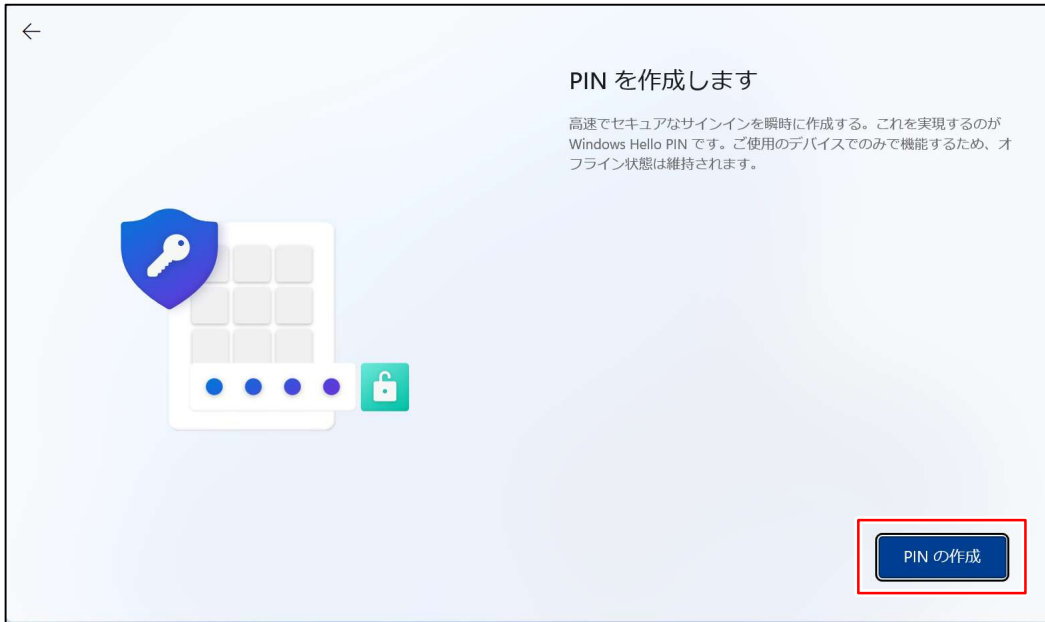 PIN を作成します
高速でセキュアなサインインを瞬時に作成する。これを実現するのが
Windows Hello PIN です。ご使用のデバイスでのみで機能するため、オ
フライン状態は維持されます。
PIN の作成